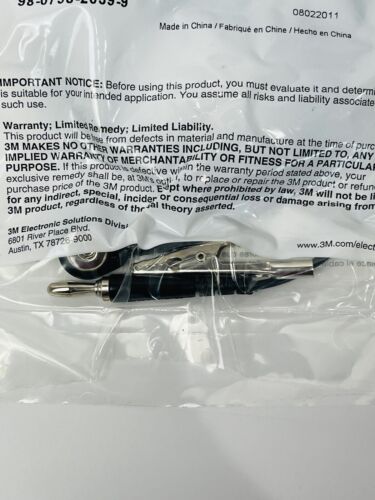 98-0798-2059-9
08022011
Made in China / Fabriqué en China / Hecho en China
IMPORTANT NOTICE: Before using this product, you must evaluate it and determi
is suitable for your intended application. You assume all risks and liability associate
such use.
Warranty; Limited Remedy; Limited Liability.
This product will be free from defects in material and manufacture at the time of purc
3M MAKES NO OTHER WARRANTIES INCLUDING, BUT NOT LIMITED TO, ANY
IMPLIED WARRANTY OF MERCHANTABILITY OR FITNESS FOR A PARTICULAR
PURPOSE. If this product is defective within the warranty period stated above, your
exclusive remedy shall be, at 3M's option, to replace or repair the 3M product or refun
purchase price of the 3M product. Except where prohibited by law, 3M will not be li
for any indirect, special, incidental or consequential loss or damage arising from
3M product, regardless of the legal theory asserted.
3M Electronic Solutions Divis
6801 River Place Blvd.
Austin, TX 78726-9000
www.3M.com/elect